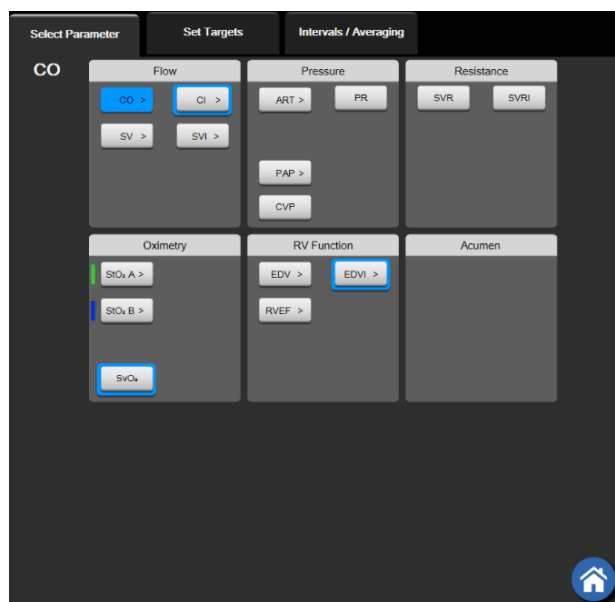 Select Parameter
Set Targets
Intervals / Averaging
CO
Flow
CO >
CI >
SV >
SVI >
Pressure
ART >
PR
PAP >
CVP
Resistance
SVR
SVRI
Oximetry
StO₂ A >
StO₂ B >
SvO₂
RV Function
EDV >
EDVI >
RVEF >
Acumen